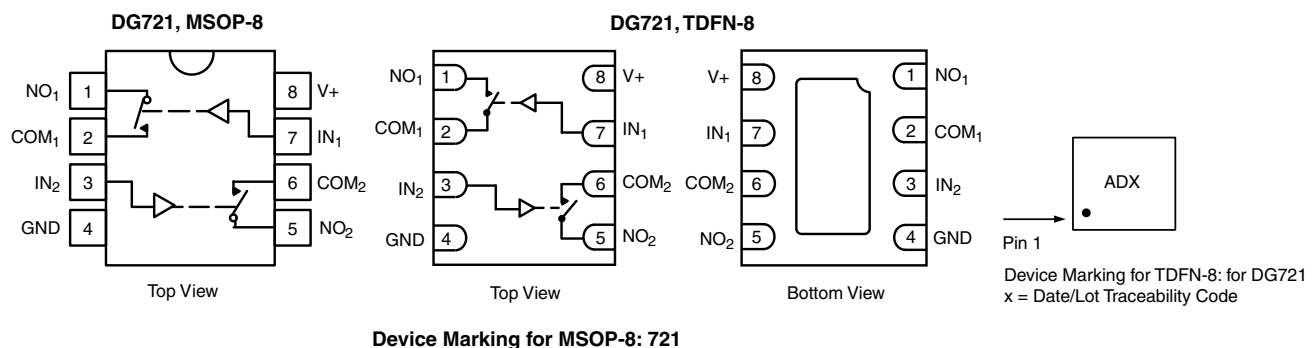 DG721, MSOP-8
NO1 1 8 V+
COM1 2 7 IN1
IN2 3 6 COM2
GND 4 5 NO2
Top View
DG721, TDFN-8
NO1 1 8 V+
COM1 2 7 IN1
IN2 3 6 COM2
GND 4 5 NO2
Top View
V+ 8 1 NO1
IN1 7 2 COM1
COM2 6 3 IN2
NO2 5 4 GND
Bottom View
ADX
Pin 1
Device Marking for TDFN-8: for DG721
x = Date/Lot Traceability Code
Device Marking for MSOP-8: 721